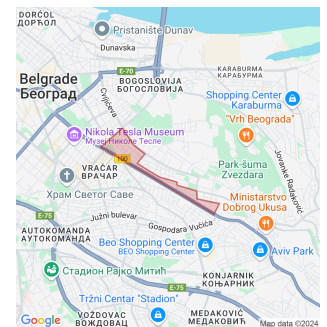 DORĆOL
ДОРЋОЛ
Pristanište Dunav
Dunavska
E-70
BOGOSLOVIJA
БОГОСЛОВИЈА
KARABURMA
КАРАБУРМА
Belgrade
Београд
Cvijićeva
Shopping Center
Karaburma
"Vrh Beograda"
Nikola Tesla Museum
Музеј Николе Тесле
100
Jovanke Radaković
VRAČAR
ВРАЧАР
Park-šuma
Zvezdara
Храм Светог Саве
Ministarstvo
Dobrog Ukusa
Južni bulevar
Gospodara Vučića
AUTOKOMANDA
АУТОКОМАНДА
Beo Shopping Center
BEO Shopping Center
Avik Park
E-75
Стадион Рајко Митић
KONJARNIK
КОЊАРНИК
E-75
Tržni Centar "Stadion"
VOŽDOVAC
ВОЖДОВАЦ
MEDAKOVIĆ
МЕДАКОВИЋ
Google
Map data ©2024